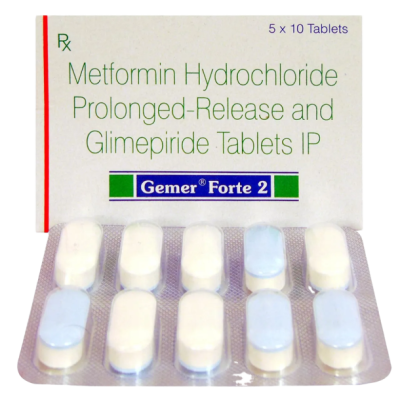 5 x 10 Tablets
Rx
Metformin Hydrochloride
Prolonged-Release and
Glimepiride Tablets IP
Gemer® Forte 2